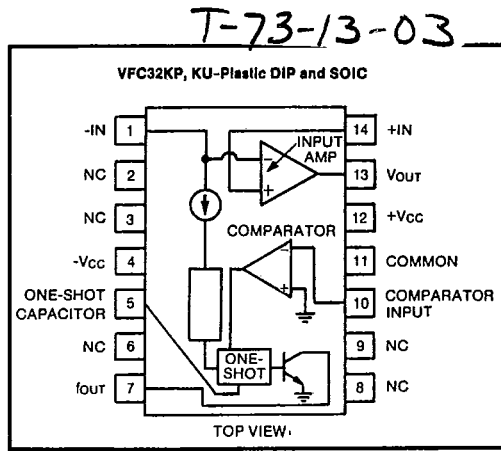 T-73-13-03
VFC32KP, KU-Plastic DIP and SOIC
-IN 1
14 +IN
INPUT
AMP
NC 2
13 VOUT
NC 3
12 +VCC
COMPARATOR
-VCC 4
11 COMMON
ONE-SHOT
CAPACITOR 5
10 COMPARATOR
INPUT
NC 6
9 NC
ONE-
SHOT
fOUT 7
8 NC
TOP VIEW